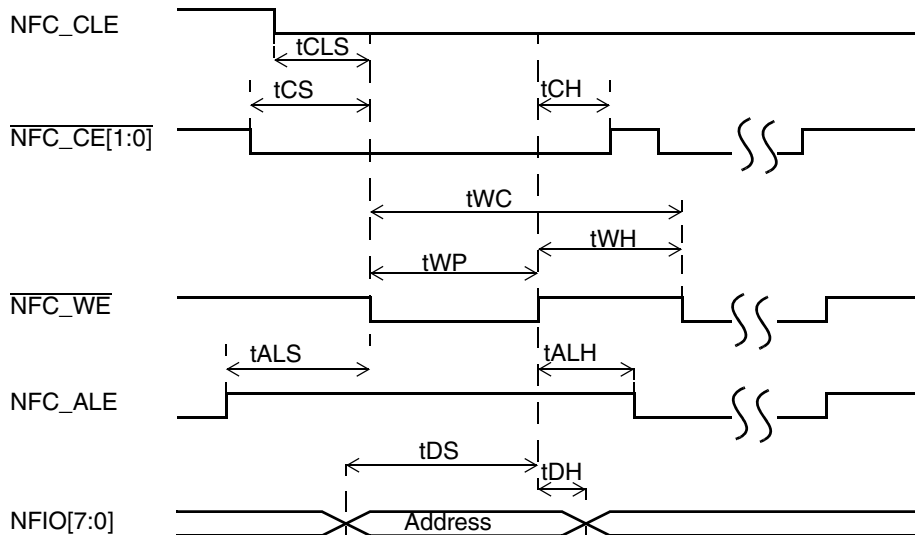 NFC_CLE
tCLS
tCS
tCH
NFC_CE[1:0]
tWC
tWH
tWP
NFC_WE
tALS
tALH
NFC_ALE
tDS
tDH
NFIO[7:0]
Address